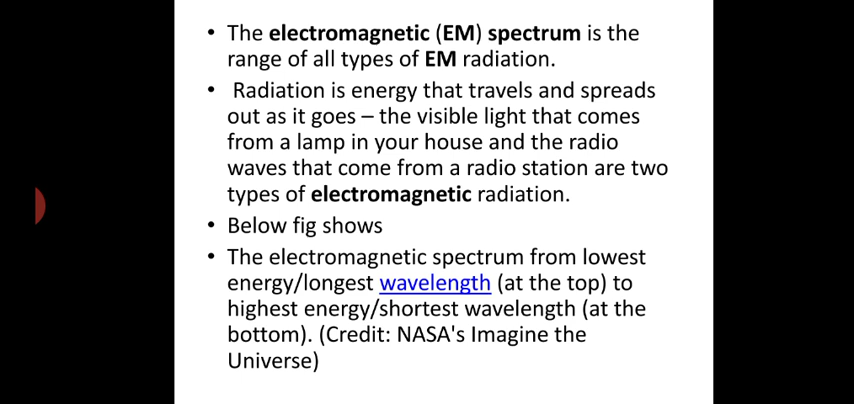 • The electromagnetic (EM) spectrum is the
range of all types of EM radiation.
• Radiation is energy that travels and spreads
out as it goes – the visible light that comes
from a lamp in your house and the radio
waves that come from a radio station are two
types of electromagnetic radiation.
• Below fig shows
• The electromagnetic spectrum from lowest
energy/longest wavelength (at the top) to
highest energy/shortest wavelength (at the
bottom). (Credit: NASA's Imagine the
Universe)